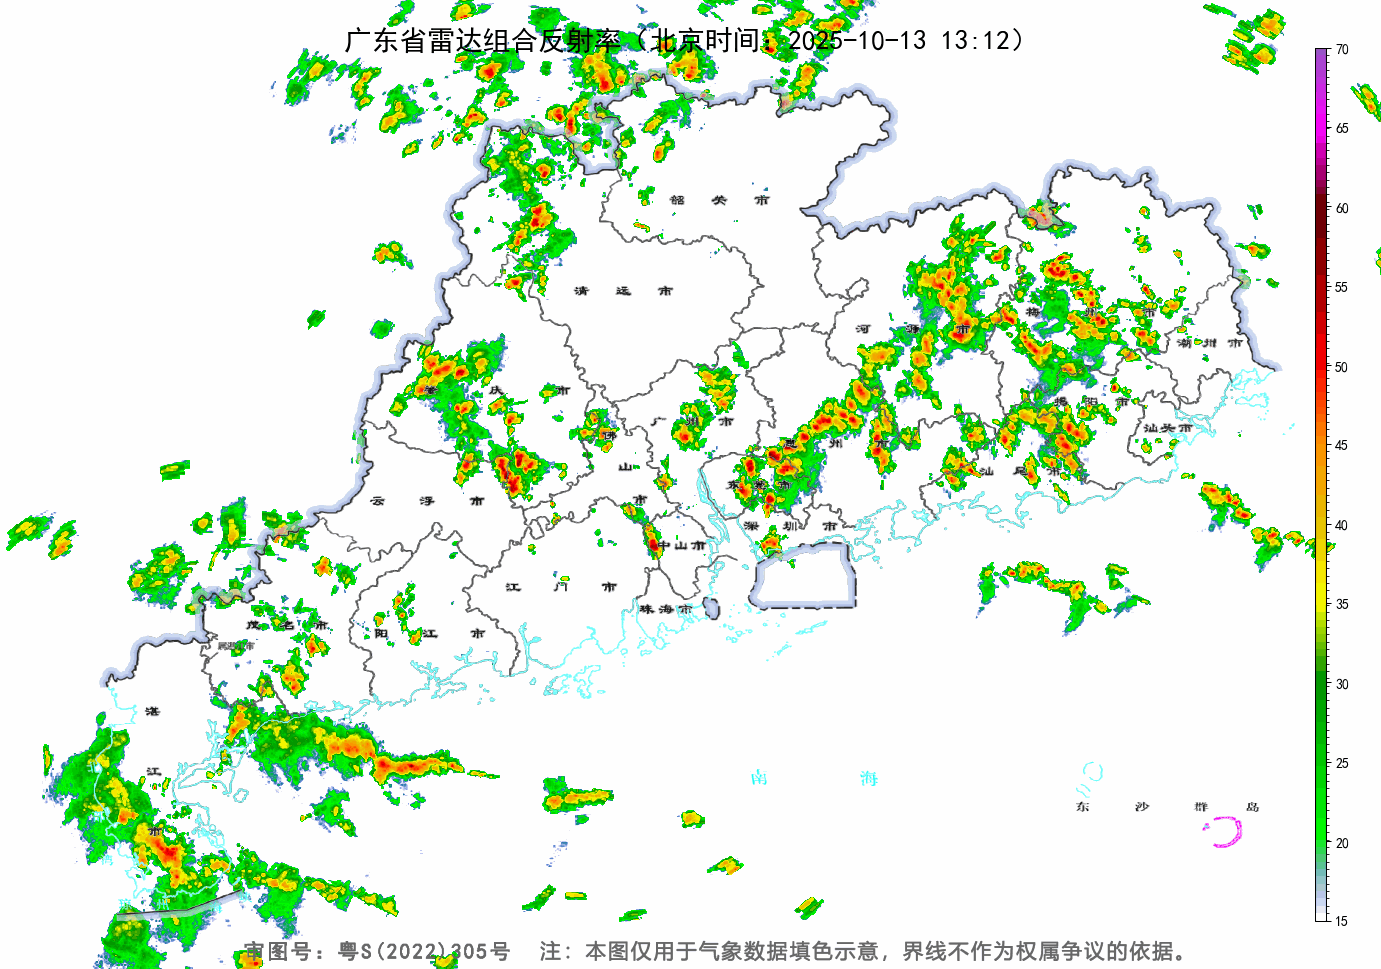 广东省雷达组合反射率（北京时间：2025-10-13 13:12）
70
65
60
55
50
45
40
35
30
25
20
15
韶 关 市
清 远 市
河 源 市
梅 州 市
潮 州 市
肇 庆 市
揭 阳 市
广 州 市
汕头市
惠 州 市
佛 山 市
汕 尾 市
东 莞 市
云 浮 市
深 圳 市
中山市
江 门 市
珠海市
茂 名 市
阳 江 市
湛 江 市
南 海
东 沙 群 岛
审图号：粤S(2022)305号 注：本图仅用于气象数据填色示意，界线不作为权属争议的依据。